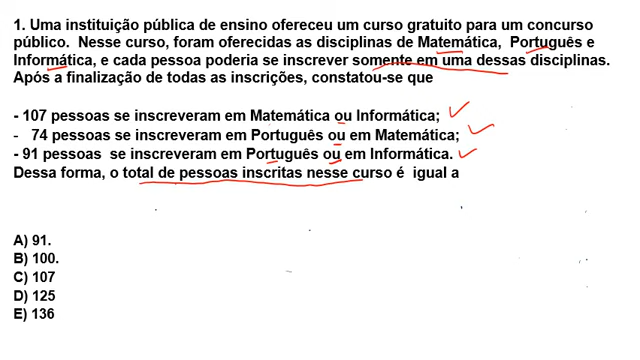 1. Uma instituição pública de ensino ofereceu um curso gratuito para um concurso
público. Nesse curso, foram oferecidas as disciplinas de Matemática, Português e
Informática, e cada pessoa poderia se inscrever somente em uma dessas disciplinas.
Após a finalização de todas as inscrições, constatou-se que
- 107 pessoas se inscreveram em Matemática ou Informática;
- 74 pessoas se inscreveram em Português ou em Matemática;
- 91 pessoas se inscreveram em Português ou em Informática.
Dessa forma, o total de pessoas inscritas nesse curso é igual a
A) 91.
B) 100.
C) 107
D) 125
E) 136